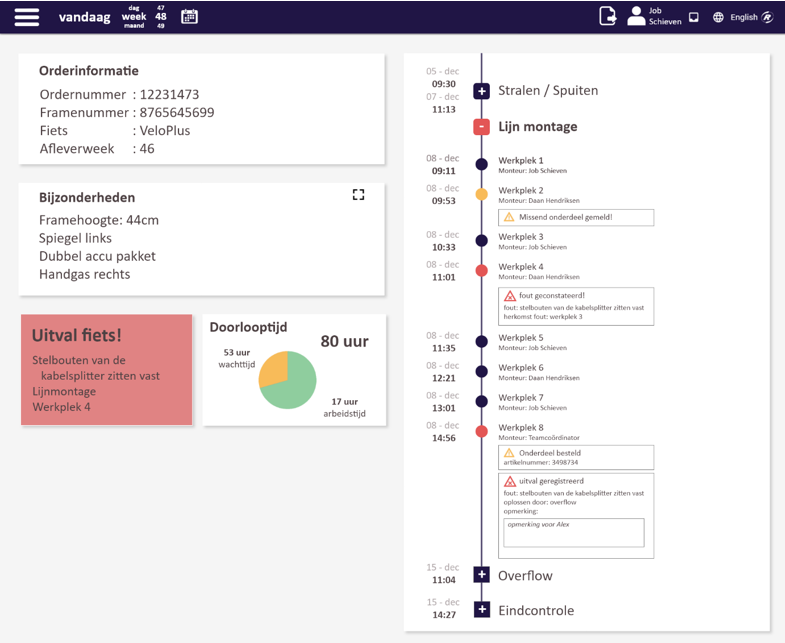 vandaag
dag
week
maand
47
48
49
Job
Schieven
English
Orderinformatie
Ordernummer : 12231473
Framenummer : 8765645699
Fiets : VeloPlus
Afleverweek : 46
Bijzonderheden
Framehoogte: 44cm
Spiegel links
Dubbel accu pakket
Handgas rechts
Uitval fiets!
Stelbouten van de
kabelsplitter zitten vast
Lijnmontage
Werkplek 4
Doorlooptijd
80 uur
53 uur
wachttijd
17 uur
arbeidstijd
05 - dec
09:30
07 - dec
11:13
+ Stralen / Spuiten
- Lijn montage
08 - dec
09:11
Werkplek 1
Monteur: Job Schieven
08 - dec
09:53
Werkplek 2
Monteur: Daan Hendriksen
Missend onderdeel gemeld!
08 - dec
10:33
Werkplek 3
Monteur: Job Schieven
08 - dec
11:01
Werkplek 4
Monteur: Daan Hendriksen
fout geconstateerd!
fout: stelbouten van de kabelsplitter zitten vast
herkomst fout: werkplek 3
08 - dec
11:35
Werkplek 5
Monteur: Job Schieven
08 - dec
12:21
Werkplek 6
Monteur: Daan Hendriksen
08 - dec
13:01
Werkplek 7
Monteur: Job Schieven
08 - dec
14:56
Werkplek 8
Monteur: Teamcoördinator
Onderdeel besteld
artikelnummer: 3498734
uitval geregistreerd
fout: stelbouten van de kabelsplitter zitten vast
oplossen door: overflow
opmerking:
opmerking voor Alex
15 - dec
11:04
+ Overflow
15 - dec
14:27
+ Eindcontrole